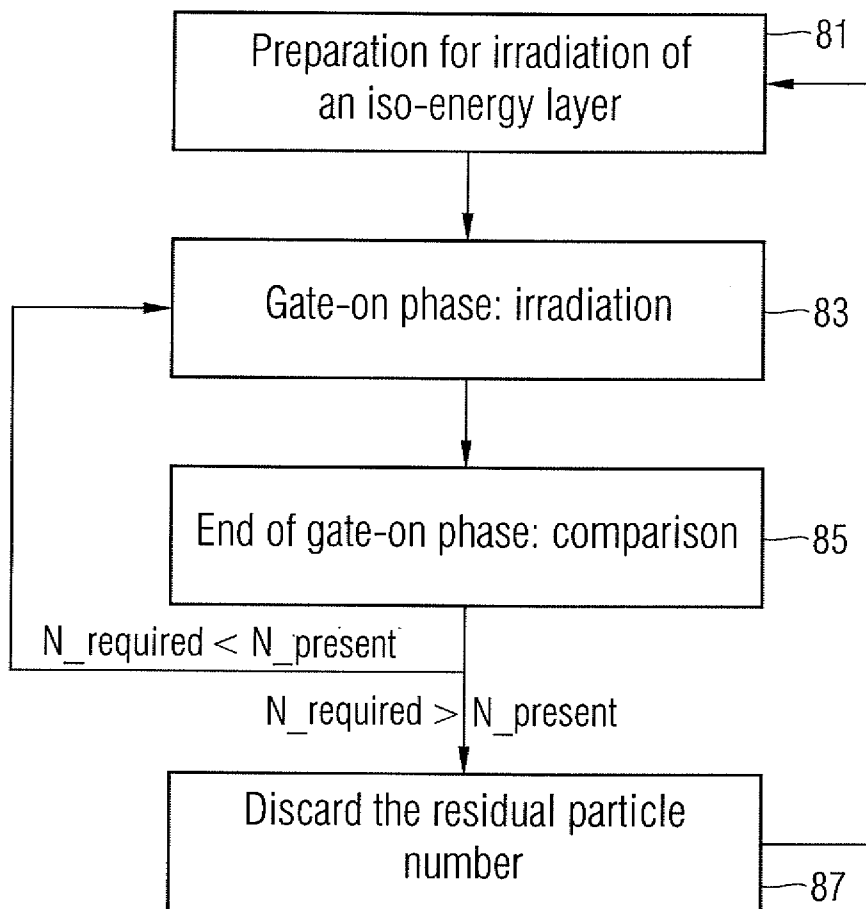 Preparation for irradiation of
an iso-energy layer
81
Gate-on phase: irradiation
83
End of gate-on phase: comparison
85
N_required < N_present
N_required > N_present
Discard the residual particle
number
87